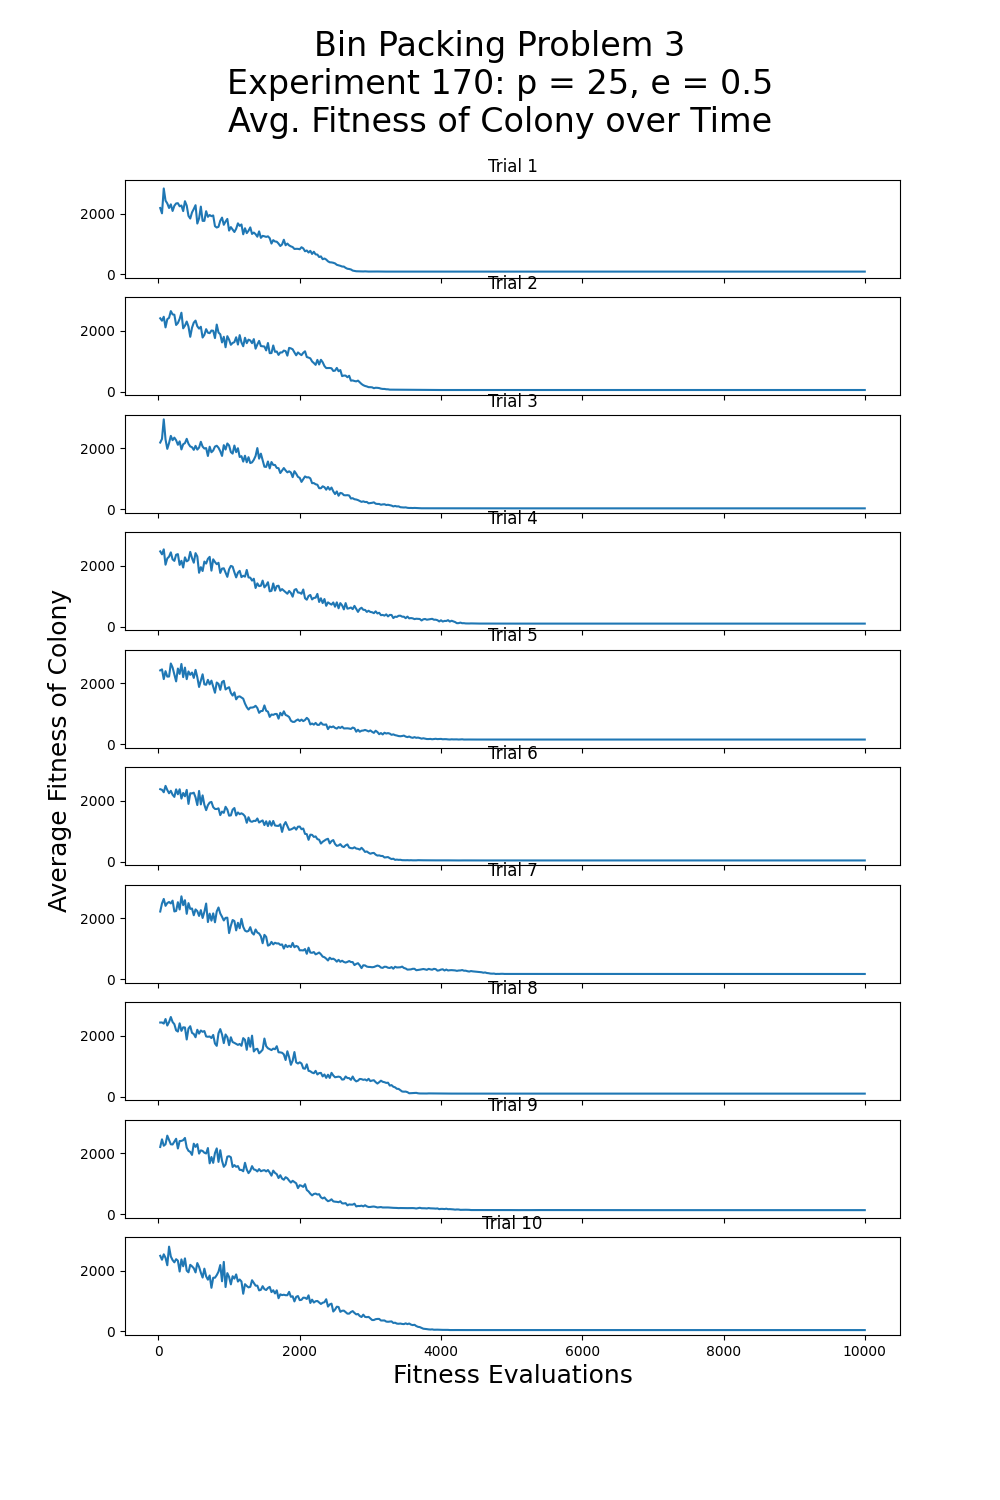 Bin Packing Problem 3
Experiment 170: p = 25, e = 0.5
Avg. Fitness of Colony over Time
Trial 1
2000
0
Trial 2
2000
0
Trial 3
2000
0
Trial 4
2000
0
Trial 5
2000
0
Trial 6
2000
0
Trial 7
2000
0
Trial 8
2000
0
Trial 9
2000
0
Trial 10
2000
0
0 2000 4000 6000 8000 10000
Fitness Evaluations
Average Fitness of Colony